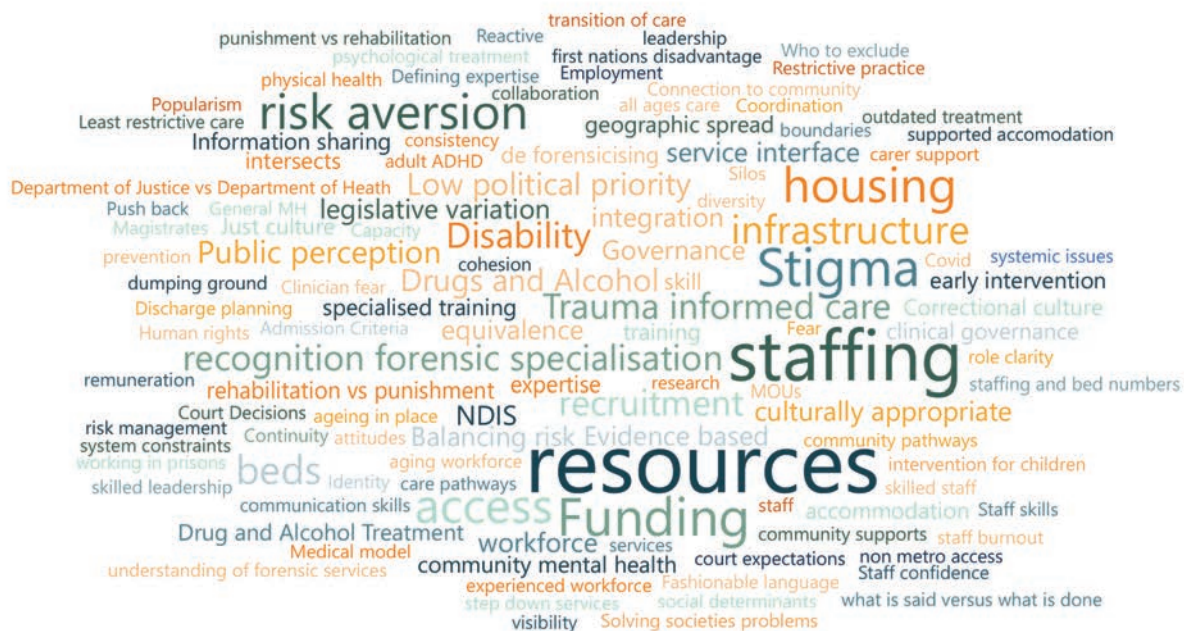 transition of care
punishment vs rehabilitation
Reactive
leadership
psychological treatment
first nations disadvantage
Who to exclude
physical health
Defining expertise
Employment
Restrictive practice
collaboration
Connection to community
Popularism
risk aversion
all ages care
Coordination
outdated treatment
Least restrictive care
geographic spread
boundaries
supported accomodation
Information sharing
consistency
intersects
adult ADHD
de forensicising
service interface
carer support
Department of Justice vs Department of Heath
Low political priority
Silos
housing
diversity
Push back
General MH
legislative variation
integration
infrastructure
Magistrates
Just culture
Capacity
Disability
prevention
Public perception
Governance
Stigma
Covid
systemic issues
cohesion
dumping ground
Clinician fear
Drugs and Alcohol
skill
early intervention
Discharge planning
specialised training
Trauma informed care
Correctional culture
Human rights
Admission Criteria
equivalence
training
Fear
clinical governance
recognition forensic specialisation
staffing
role clarity
remuneration
rehabilitation vs punishment
expertise
research
MOUs
staffing and bed numbers
Court Decisions
ageing in place
NDIS
recruitment
culturally appropriate
risk management
system constraints
Continuity
attitudes
Balancing risk
Evidence based
community pathways
working in prisons
beds
aging workforce
resources
intervention for children
skilled leadership
Identity
care pathways
skilled staff
communication skills
access
Funding
staff
accommodation
Staff skills
Drug and Alcohol Treatment
workforce
services
community supports
staff burnout
Medical model
understanding of forensic services
community mental health
court expectations
non metro access
Staff confidence
experienced workforce
Fashionable language
step down services
social determinants
what is said versus what is done
visibility
Solving societies problems